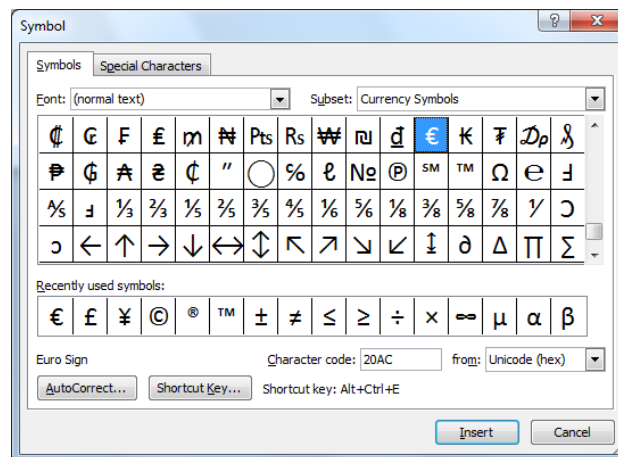 Symbol
Symbols Special Characters
Font: (normal text) Subset: Currency Symbols
₡ ₢ ₣ ₤ ₥ ₦ ₧ ₨ ₩ ₪ ₫ € ₭ ₮ ₯ ₰
₱ ₲ ₳ ₴ ₵ ″ ◯ ℅ ℓ № ℗ ℠ ™ Ω ℮ Ⅎ
⅍ ⅎ ⅓ ⅔ ⅕ ⅖ ⅗ ⅘ ⅙ ⅚ ⅛ ⅜ ⅝ ⅞ ⅟ Ↄ
ↄ ← ↑ → ↓ ↔ ↕ ↖ ↗ ↘ ↙ ↨ ∂ ∆ ∏ ∑
Recently used symbols:
€ £ ¥ © ® ™ ± ≠ ≤ ≥ ÷ × ∞ µ α β
Euro Sign Character code: 20AC from: Unicode (hex)
AutoCorrect... Shortcut Key... Shortcut key: Alt+Ctrl+E
Insert Cancel